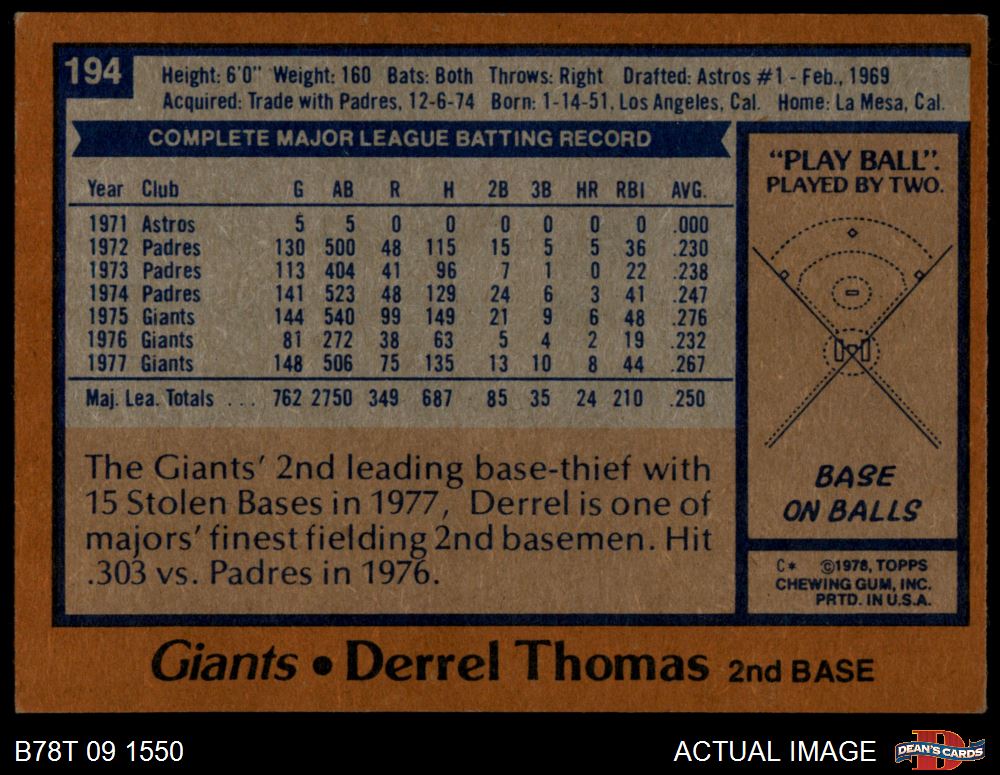 194
Height: 6'0" Weight: 160 Bats: Both Throws: Right Drafted: Astros #1 - Feb., 1969
Acquired: Trade with Padres, 12-6-74 Born: 1-14-51, Los Angeles, Cal. Home: La Mesa, Cal.
COMPLETE MAJOR LEAGUE BATTING RECORD
Year Club G AB R H 2B 3B HR RBI AVG.
1971 Astros 5 5 0 0 0 0 0 0 .000
1972 Padres 130 500 48 115 15 5 5 36 .230
1973 Padres 113 404 41 96 7 1 0 22 .238
1974 Padres 141 523 48 129 24 6 3 41 .247
1975 Giants 144 540 99 149 21 9 6 48 .276
1976 Giants 81 272 38 63 5 4 2 19 .232
1977 Giants 148 506 75 135 13 10 8 44 .267
Maj. Lea. Totals . . . 762 2750 349 687 85 35 24 210 .250
The Giants' 2nd leading base-thief with
15 Stolen Bases in 1977, Derrel is one of
majors' finest fielding 2nd basemen. Hit
.303 vs. Padres in 1976.
"PLAY BALL".
PLAYED BY TWO.
BASE
ON BALLS
C* ©1978, TOPPS
CHEWING GUM, INC.
PRTD. IN U.S.A.
Giants • Derrel Thomas 2nd BASE
B78T 09 1550
ACTUAL IMAGE
DEAN'S CARDS